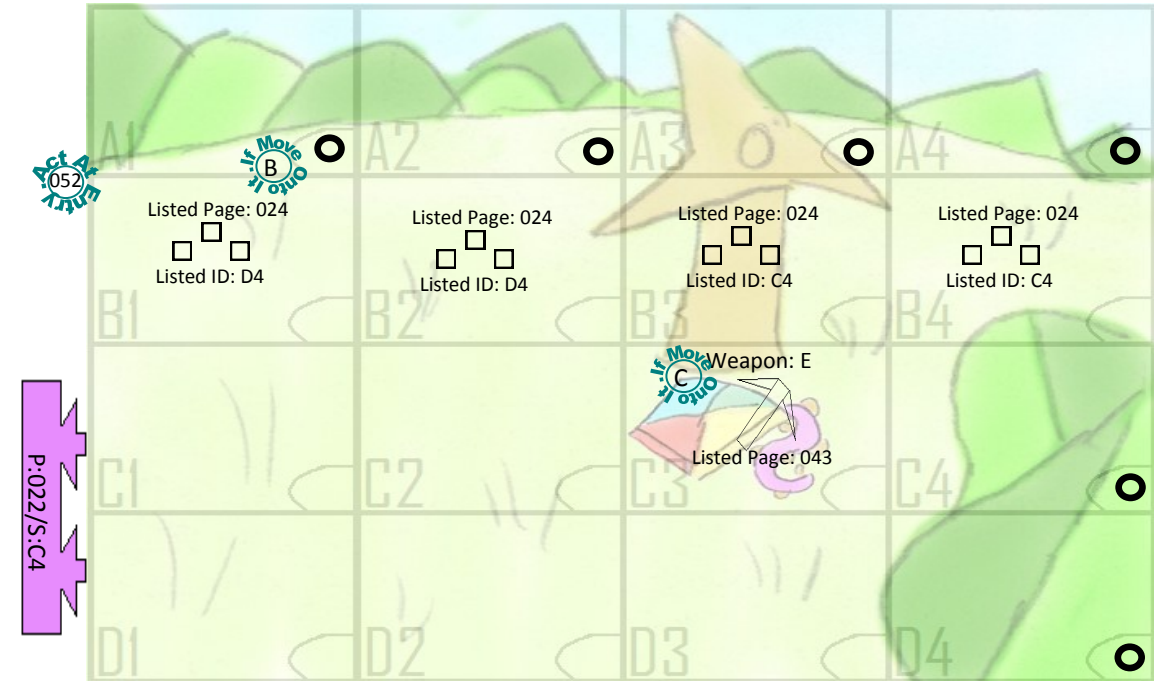 A1
If Move Onto It.
B
A2
A3
A4
Act At Entry.
052
Listed Page: 024
Listed ID: D4
B1
Listed Page: 024
Listed ID: D4
B2
Listed Page: 024
Listed ID: C4
B3
Listed Page: 024
Listed ID: C4
B4
If Move Onto It.
C
Weapon: E
Listed Page: 043
P:022/S:C4
C1
C2
C3
C4
D1
D2
D3
D4